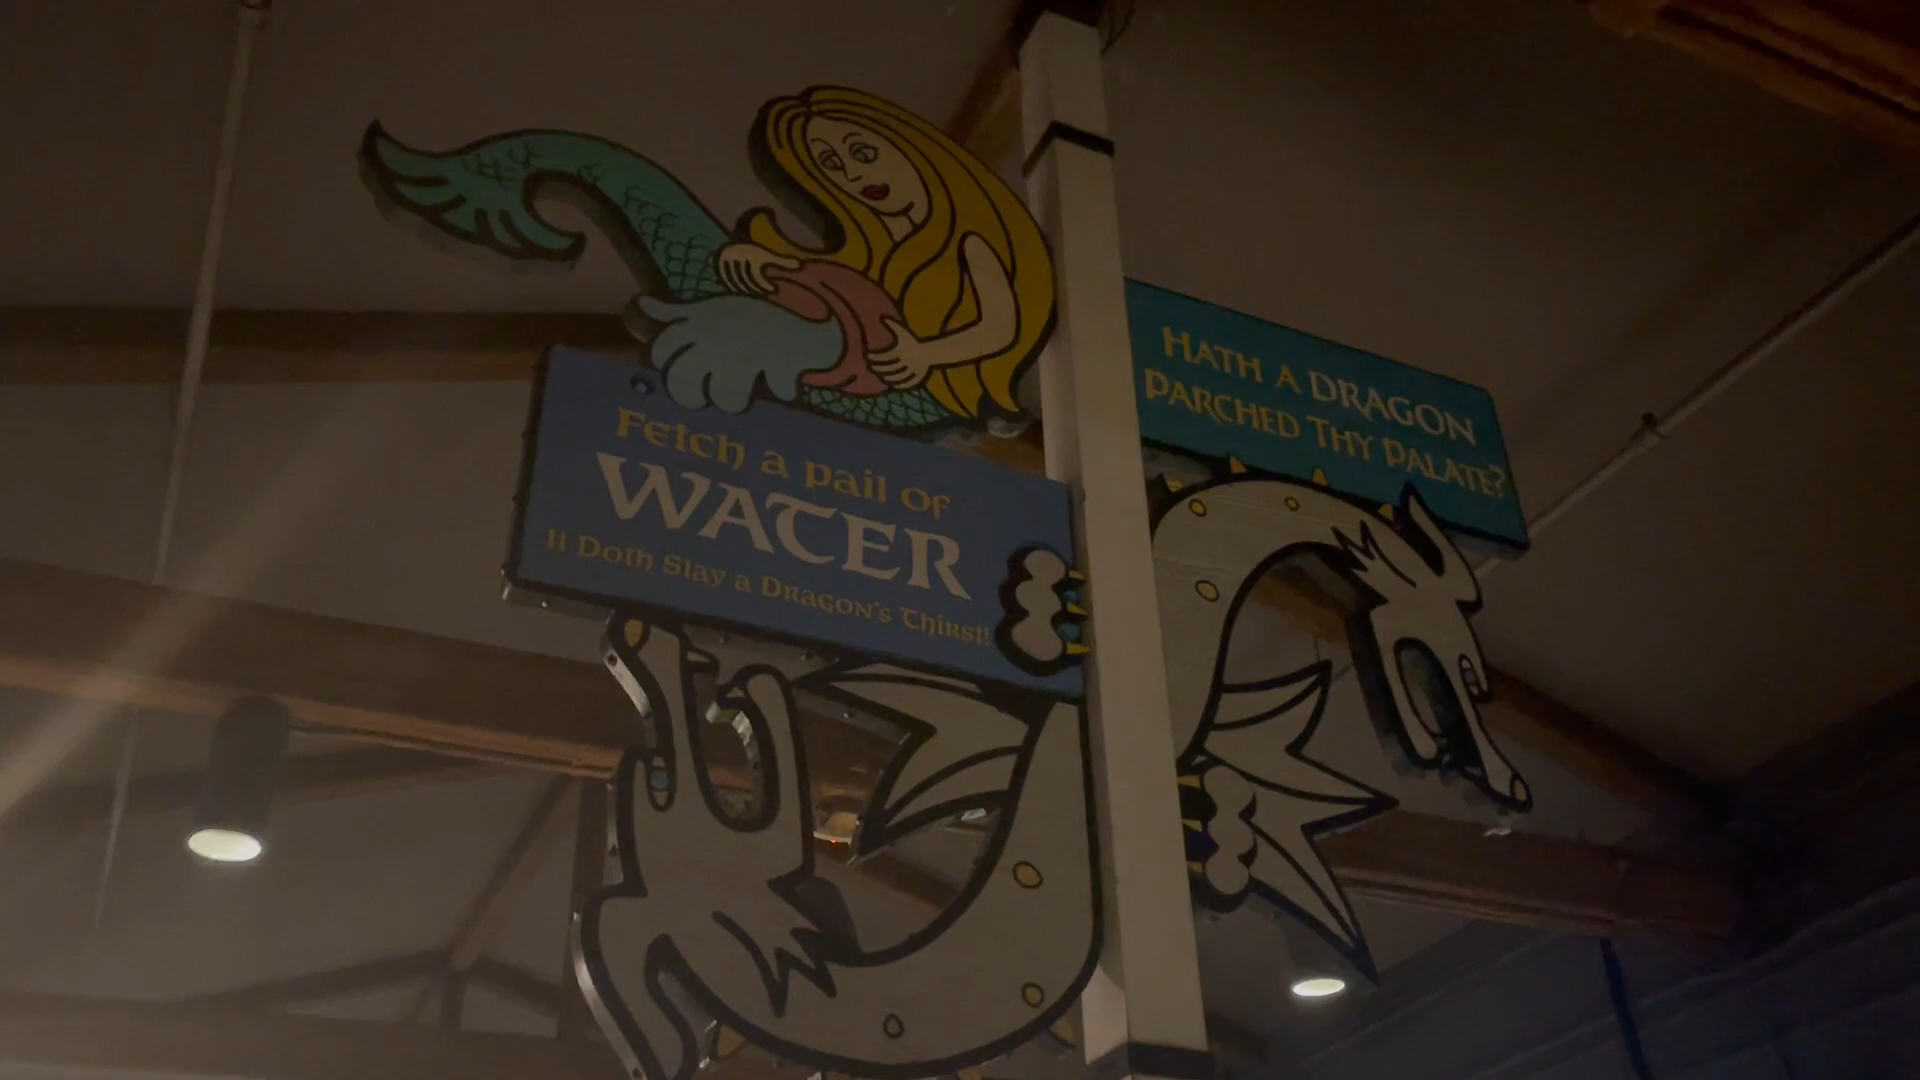 Fetch a pail of
WATER
It Doth Slay a Dragon's Thirst!
HATH A DRAGON
PARCHED THY PALATE?